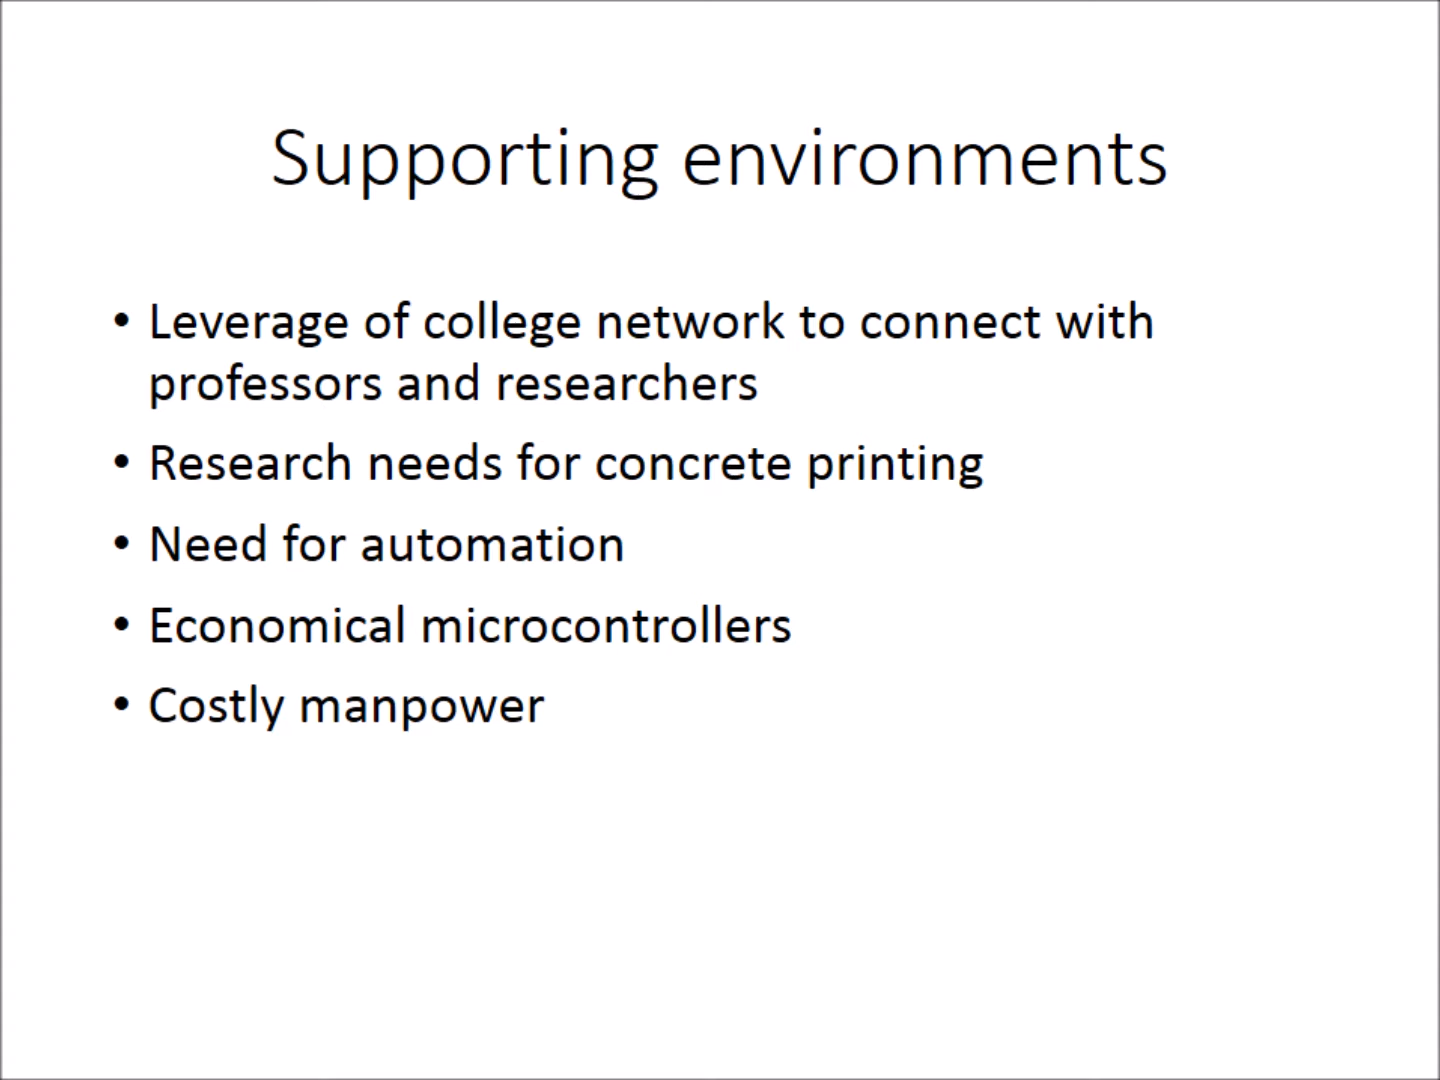 Supporting environments
• Leverage of college network to connect with
professors and researchers
• Research needs for concrete printing
• Need for automation
• Economical microcontrollers
• Costly manpower